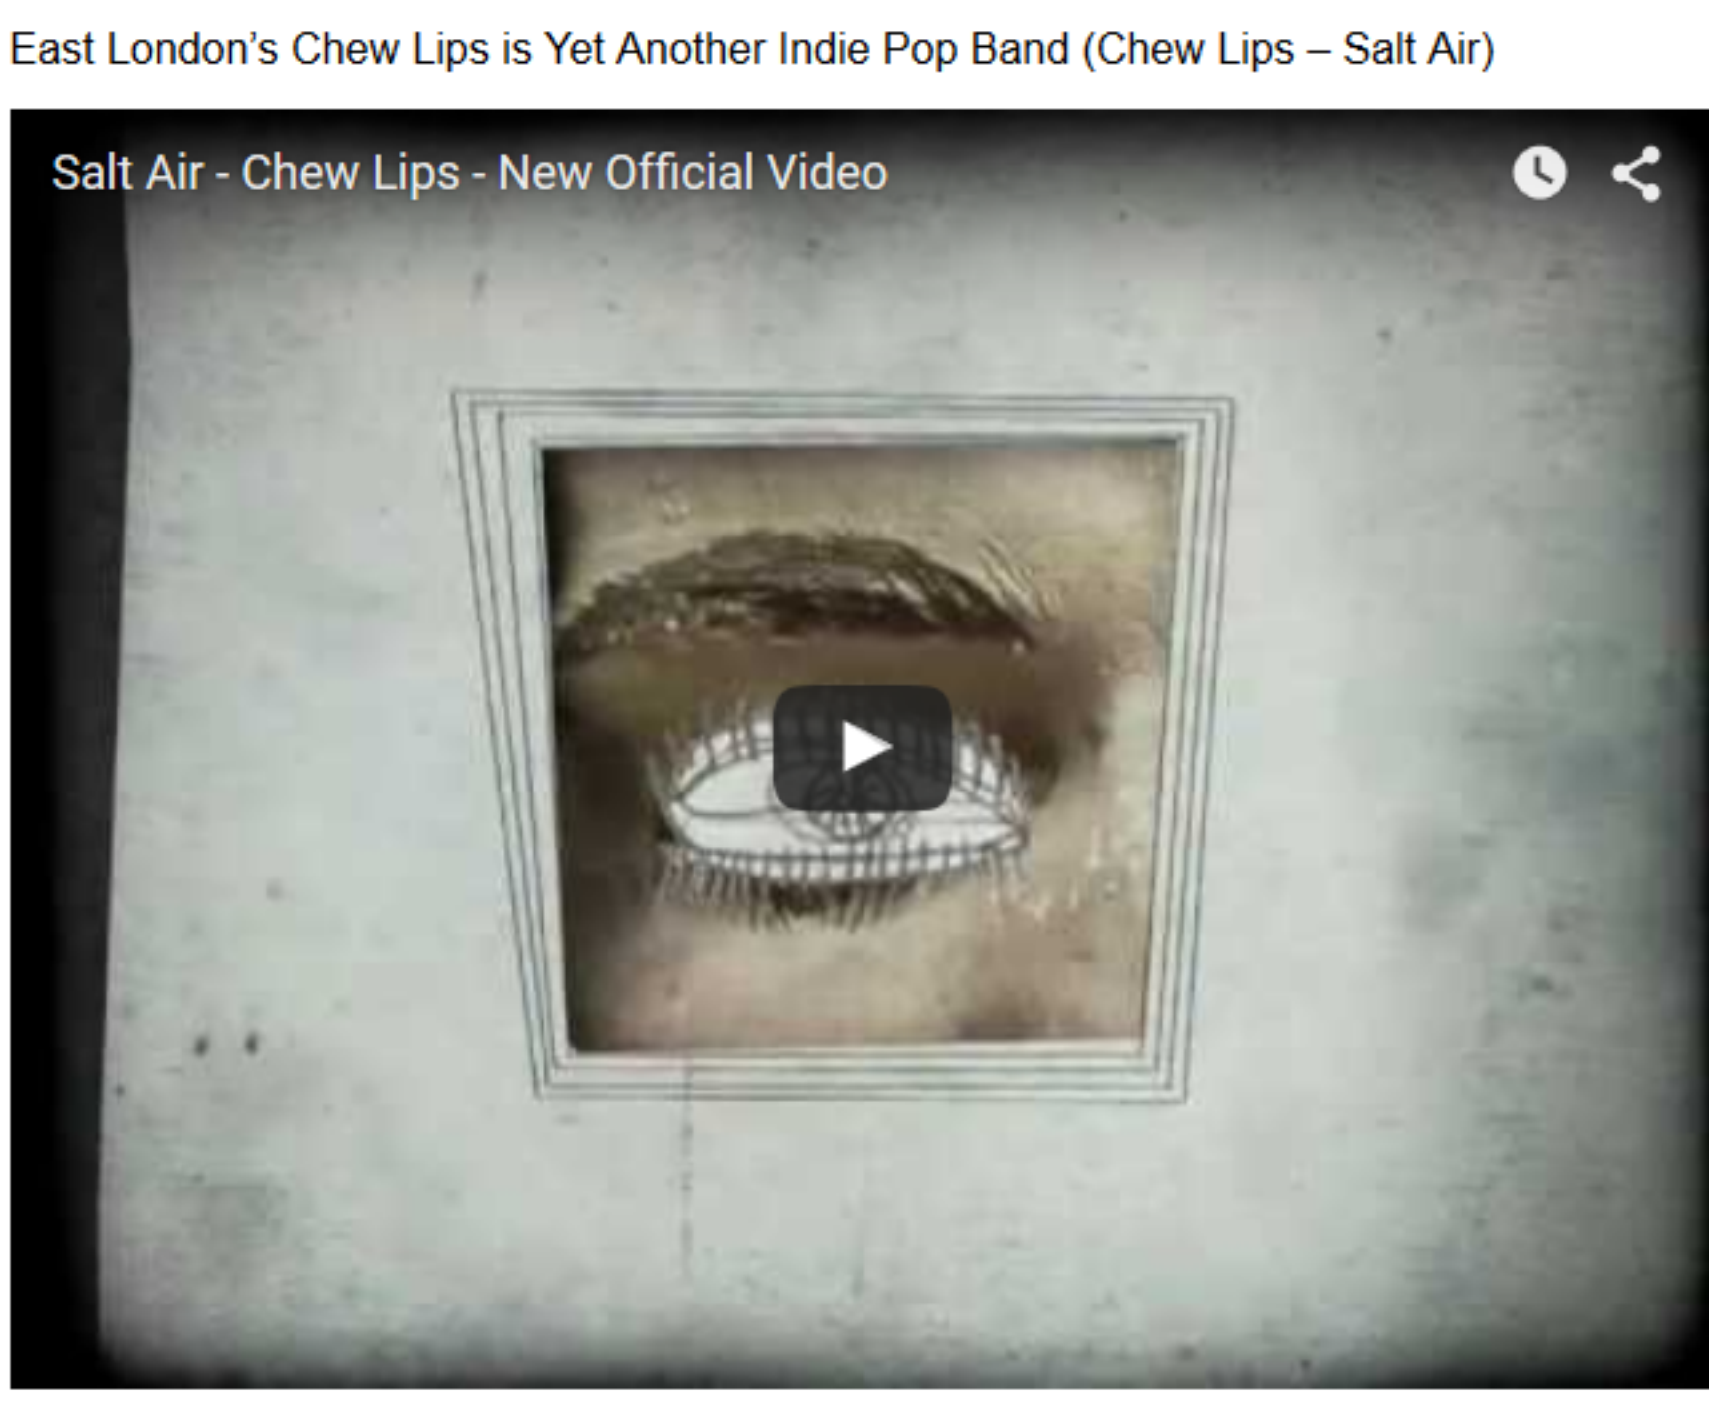 East London’s Chew Lips is Yet Another Indie Pop Band (Chew Lips – Salt Air)
Salt Air - Chew Lips - New Official Video